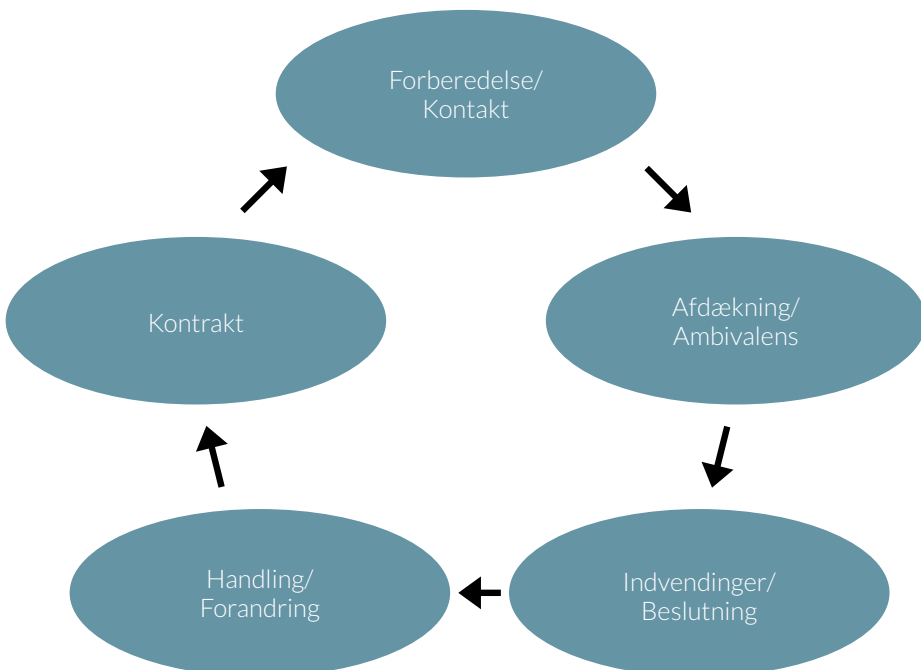 Forberedelse/
Kontakt
Afdækning/
Ambivalens
Indvendinger/
Beslutning
Handling/
Forandring
Kontrakt